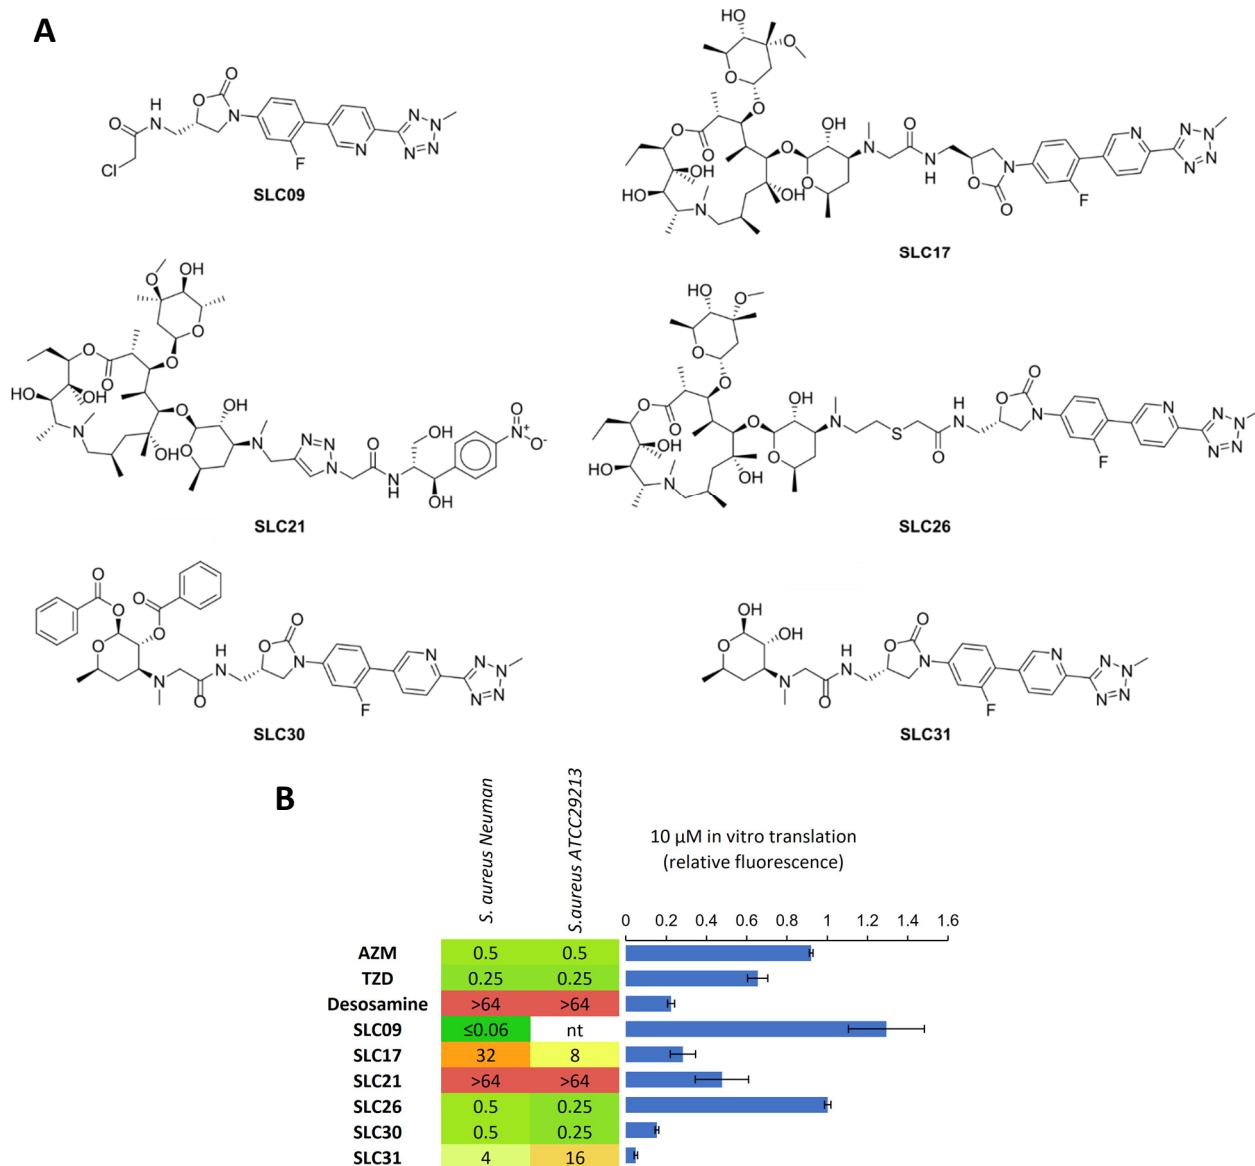 A
SLC09
SLC17
SLC21
SLC26
SLC30
SLC31
B
S. aureus Neuman
S.aureus ATCC29213
10 µM in vitro translation
(relative fluorescence)
0 0.2 0.4 0.6 0.8 1 1.2 1.4 1.6
AZM 0.5 0.5
TZD 0.25 0.25
Desosamine >64 >64
SLC09 ≤0.06 nt
SLC17 32 8
SLC21 >64 >64
SLC26 0.5 0.25
SLC30 0.5 0.25
SLC31 4 16